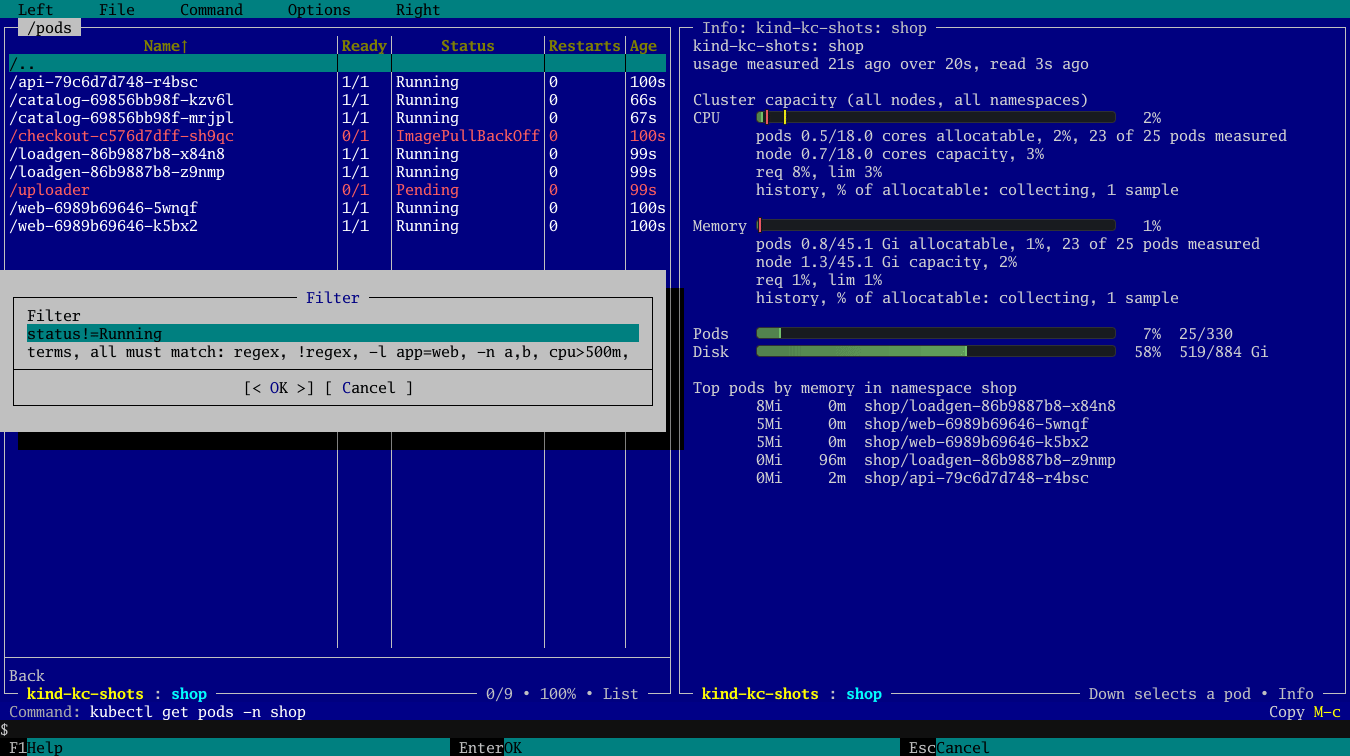 Left File Command Options Right
/pods
Name↑ Ready Status Restarts Age
/..
/api-79c6d7d748-r4bsc 1/1 Running 0 100s
/catalog-69856bb98f-kzv6l 1/1 Running 0 66s
/catalog-69856bb98f-mrjpl 1/1 Running 0 67s
/checkout-c576d7dff-sh9qc 0/1 ImagePullBackOff 0 100s
/loadgen-86b9887b8-x84n8 1/1 Running 0 99s
/loadgen-86b9887b8-z9nmp 1/1 Running 0 99s
/uploader 0/1 Pending 0 99s
/web-6989b69646-5wnqf 1/1 Running 0 100s
/web-6989b69646-k5bx2 1/1 Running 0 100s
Filter
Filter
status!=Running
terms, all must match: regex, !regex, -l app=web, -n a,b, cpu>500m,
[< OK >] [ Cancel ]
Back
kind-kc-shots : shop 0/9 • 100% • List
Info: kind-kc-shots: shop
kind-kc-shots: shop
usage measured 21s ago over 20s, read 3s ago
Cluster capacity (all nodes, all namespaces)
CPU 2%
pods 0.5/18.0 cores allocatable, 2%, 23 of 25 pods measured
node 0.7/18.0 cores capacity, 3%
req 8%, lim 3%
history, % of allocatable: collecting, 1 sample
Memory 1%
pods 0.8/45.1 Gi allocatable, 1%, 23 of 25 pods measured
node 1.3/45.1 Gi capacity, 2%
req 1%, lim 1%
history, % of allocatable: collecting, 1 sample
Pods 7% 25/330
Disk 58% 519/884 Gi
Top pods by memory in namespace shop
8Mi 0m shop/loadgen-86b9887b8-x84n8
5Mi 0m shop/web-6989b69646-5wnqf
5Mi 0m shop/web-6989b69646-k5bx2
0Mi 96m shop/loadgen-86b9887b8-z9nmp
0Mi 2m shop/api-79c6d7d748-r4bsc
kind-kc-shots : shop Down selects a pod • Info
Command: kubectl get pods -n shop Copy M-c
$
F1Help EnterOK EscCancel